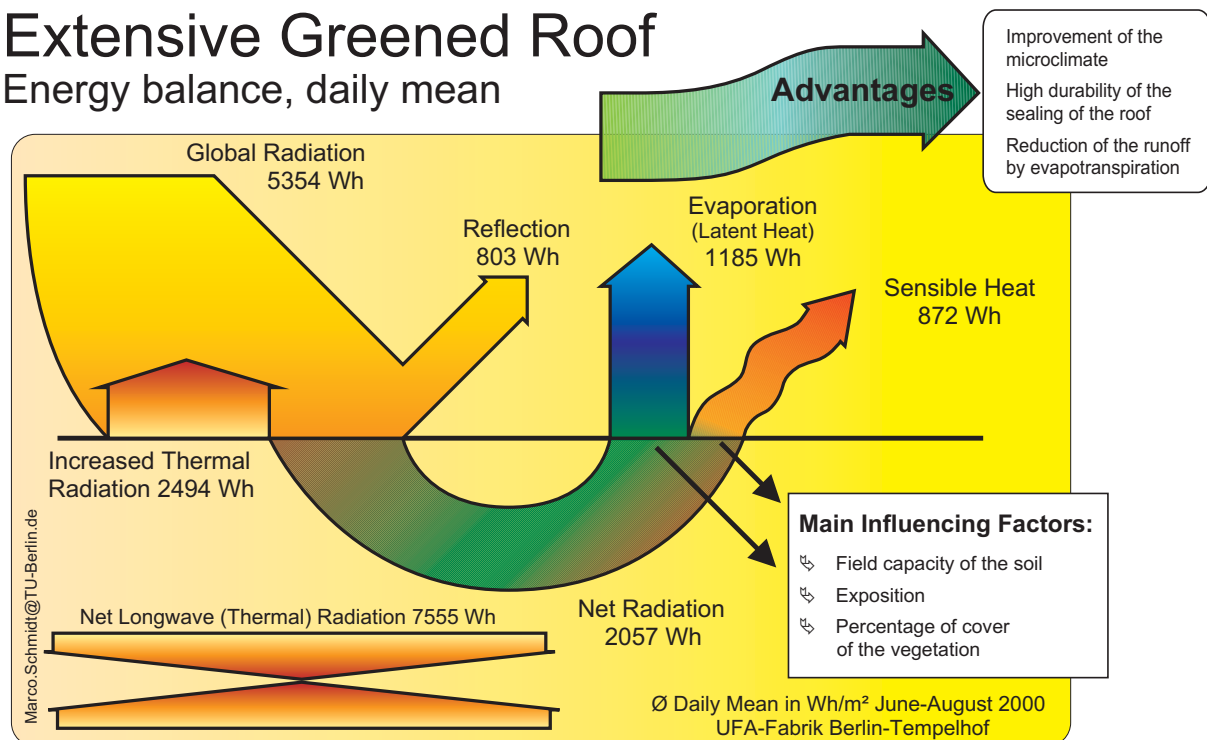 Extensive Greened Roof
Energy balance, daily mean
Advantages
Improvement of the
microclimate
High durability of the
sealing of the roof
Reduction of the runoff
by evapotranspiration
Global Radiation
5354 Wh
Reflection
803 Wh
Evaporation
(Latent Heat)
1185 Wh
Sensible Heat
872 Wh
Increased Thermal
Radiation 2494 Wh
Marco.Schmidt@TU-Berlin.de
Net Longwave (Thermal) Radiation 7555 Wh
Net Radiation
2057 Wh
Main Influencing Factors:
Field capacity of the soil
Exposition
Percentage of cover
of the vegetation
Ø Daily Mean in Wh/m² June-August 2000
UFA-Fabrik Berlin-Tempelhof